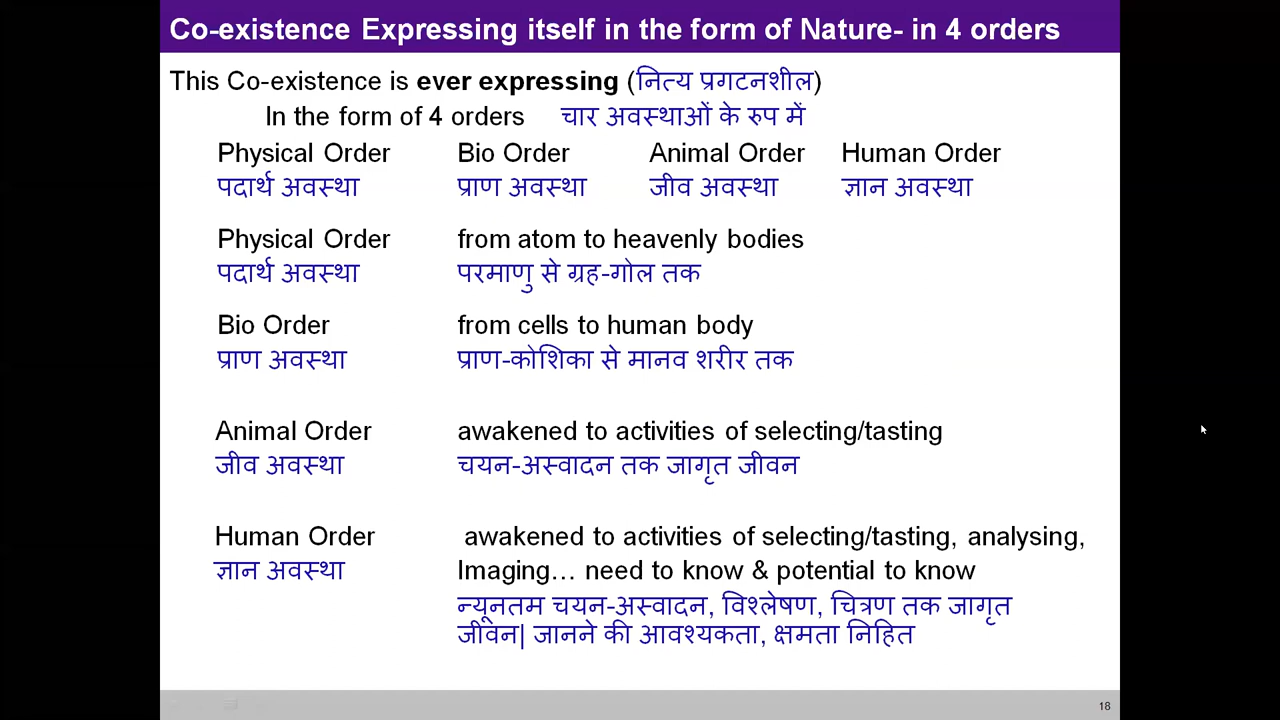 Co-existence Expressing itself in the form of Nature- in 4 orders
This Co-existence is ever expressing (नित्य प्रगटनशील)
In the form of 4 orders चार अवस्थाओं के रुप में
Physical Order Bio Order Animal Order Human Order
पदार्थ अवस्था प्राण अवस्था जीव अवस्था ज्ञान अवस्था
Physical Order from atom to heavenly bodies
पदार्थ अवस्था परमाणु से ग्रह-गोल तक
Bio Order from cells to human body
प्राण अवस्था प्राण-कोशिका से मानव शरीर तक
Animal Order awakened to activities of selecting/tasting
जीव अवस्था चयन-अस्वादन तक जागृत जीवन
Human Order awakened to activities of selecting/tasting, analysing,
ज्ञान अवस्था Imaging... need to know & potential to know
न्यूनतम चयन-अस्वादन, विश्लेषण, चित्रण तक जागृत
जीवन| जानने की आवश्यकता, क्षमता निहित
18